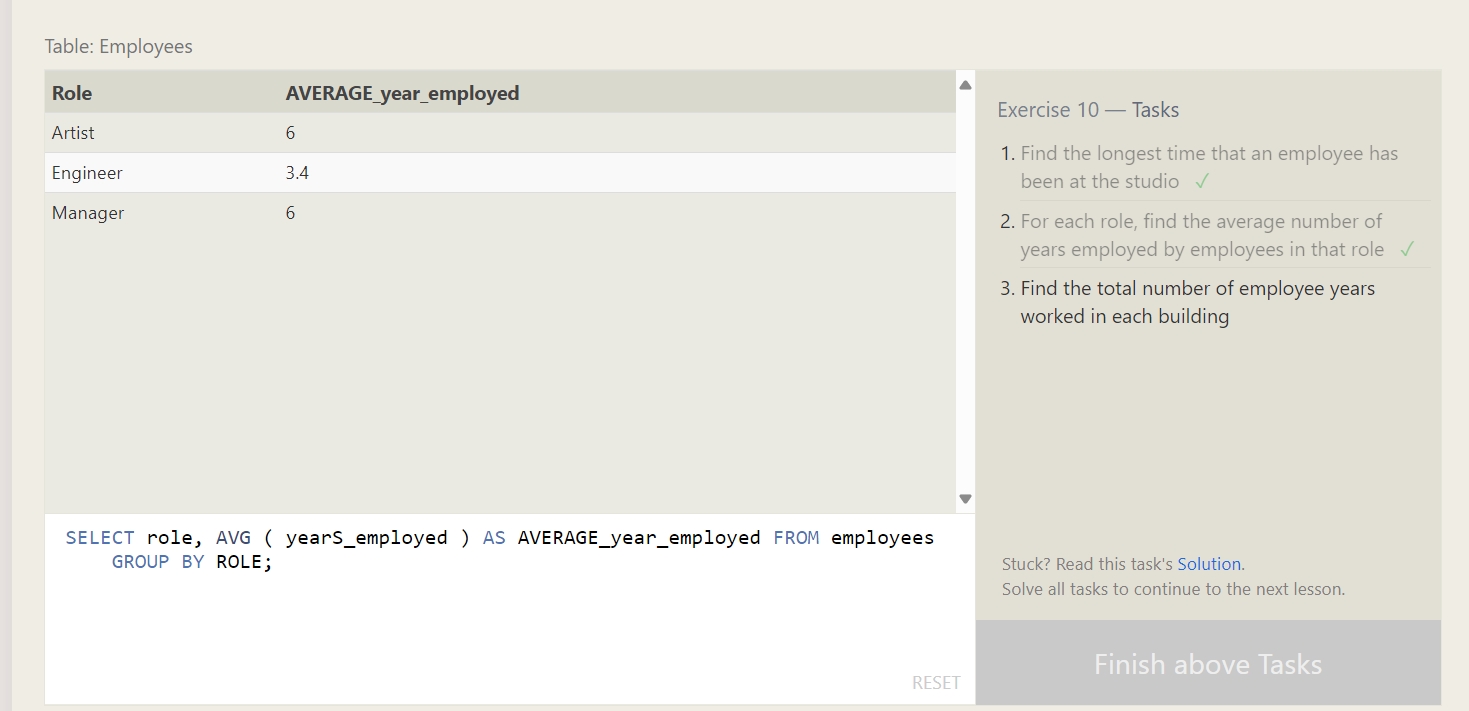 Table: Employees
Role AVERAGE_year_employed
Artist 6
Engineer 3.4
Manager 6
SELECT role, AVG ( yearS_employed ) AS AVERAGE_year_employed FROM employees
GROUP BY ROLE;
RESET
Exercise 10 — Tasks
1. Find the longest time that an employee has
been at the studio ✓
2. For each role, find the average number of
years employed by employees in that role ✓
3. Find the total number of employee years
worked in each building
Stuck? Read this task's Solution.
Solve all tasks to continue to the next lesson.
Finish above Tasks